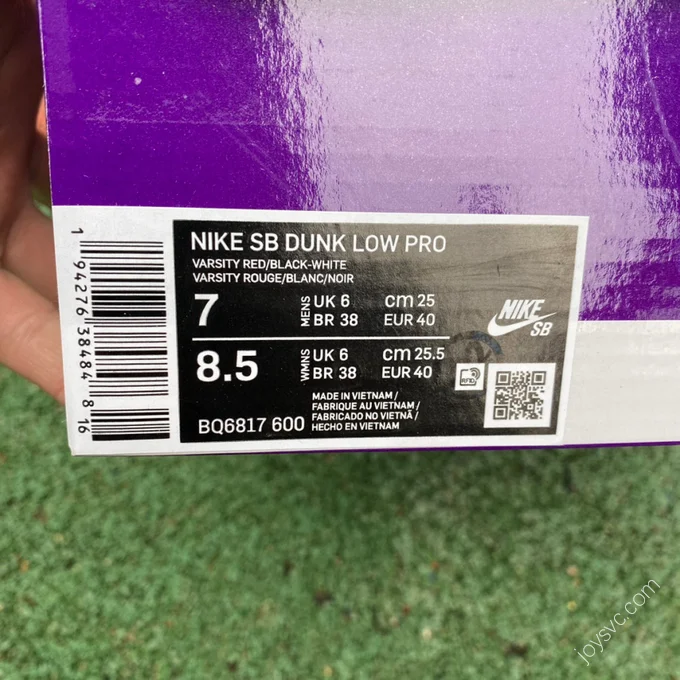 NIKE SB DUNK LOW PRO
VARSITY RED/BLACK-WHITE
VARSITY ROUGE/BLANC/NOIR
7 MENS UK 6 cm 25
BR 38 EUR 40
8.5 WMNS UK 6 cm 25.5
BR 38 EUR 40
NIKE
SB
RFID
BQ6817 600
MADE IN VIETNAM /
FABRIQUE AU VIETNAM /
FABRICADO NO VIETNÃ /
HECHO EN VIETNAM
1 94276 38484 8 16
joysvc.com